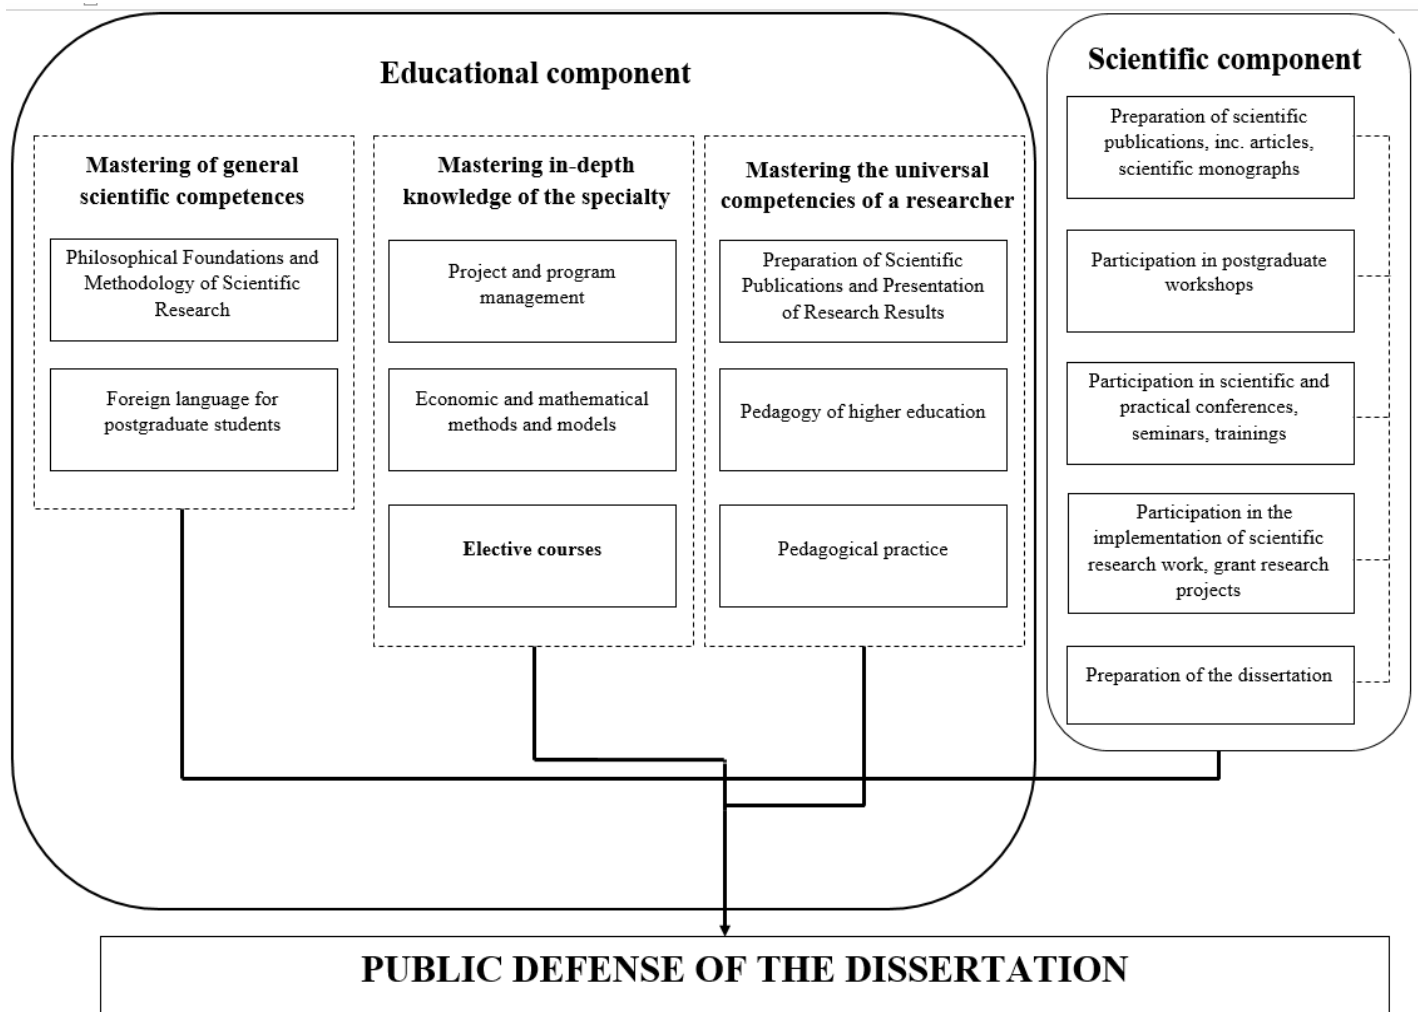 Educational component
Mastering of general
scientific competences
Philosophical Foundations and
Methodology of Scientific
Research
Foreign language for
postgraduate students
Mastering in-depth
knowledge of the specialty
Project and program
management
Economic and mathematical
methods and models
Elective courses
Mastering the universal
competencies of a researcher
Preparation of Scientific
Publications and Presentation
of Research Results
Pedagogy of higher education
Pedagogical practice
Scientific component
Preparation of scientific
publications, inc. articles,
scientific monographs
Participation in postgraduate
workshops
Participation in scientific and
practical conferences,
seminars, trainings
Participation in the
implementation of scientific
research work, grant research
projects
Preparation of the dissertation
PUBLIC DEFENSE OF THE DISSERTATION